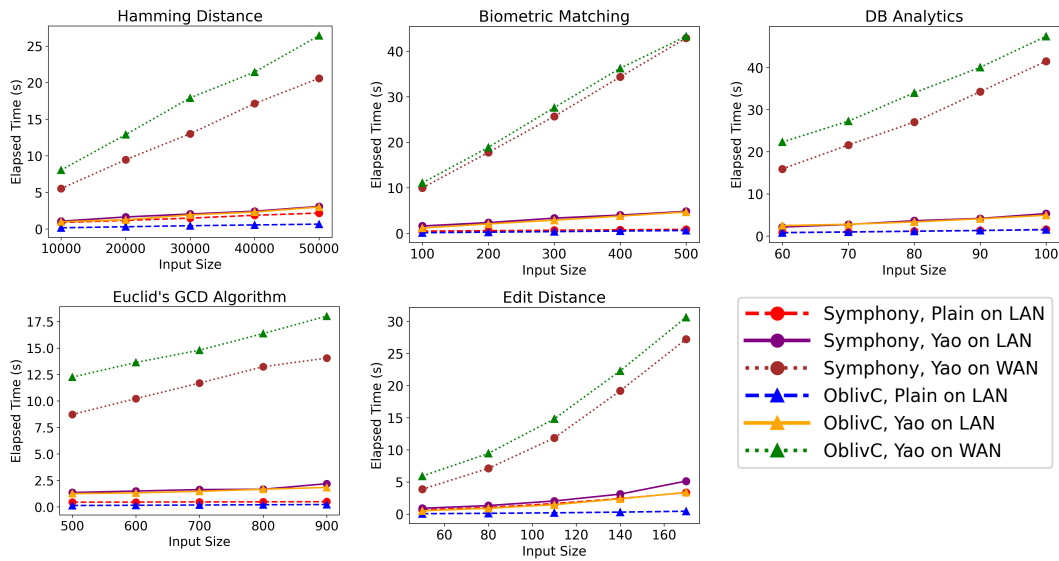 Hamming Distance
Elapsed Time (s)
25
20
15
10
5
0
10000 20000 30000 40000 50000
Input Size
Biometric Matching
Elapsed Time (s)
40
30
20
10
0
100 200 300 400 500
Input Size
DB Analytics
Elapsed Time (s)
40
30
20
10
0
60 70 80 90 100
Input Size
Euclid's GCD Algorithm
Elapsed Time (s)
17.5
15.0
12.5
10.0
7.5
5.0
2.5
0.0
500 600 700 800 900
Input Size
Edit Distance
Elapsed Time (s)
30
25
20
15
10
5
0
60 80 100 120 140 160
Input Size
Symphony, Plain on LAN
Symphony, Yao on LAN
Symphony, Yao on WAN
OblivC, Plain on LAN
OblivC, Yao on LAN
OblivC, Yao on WAN